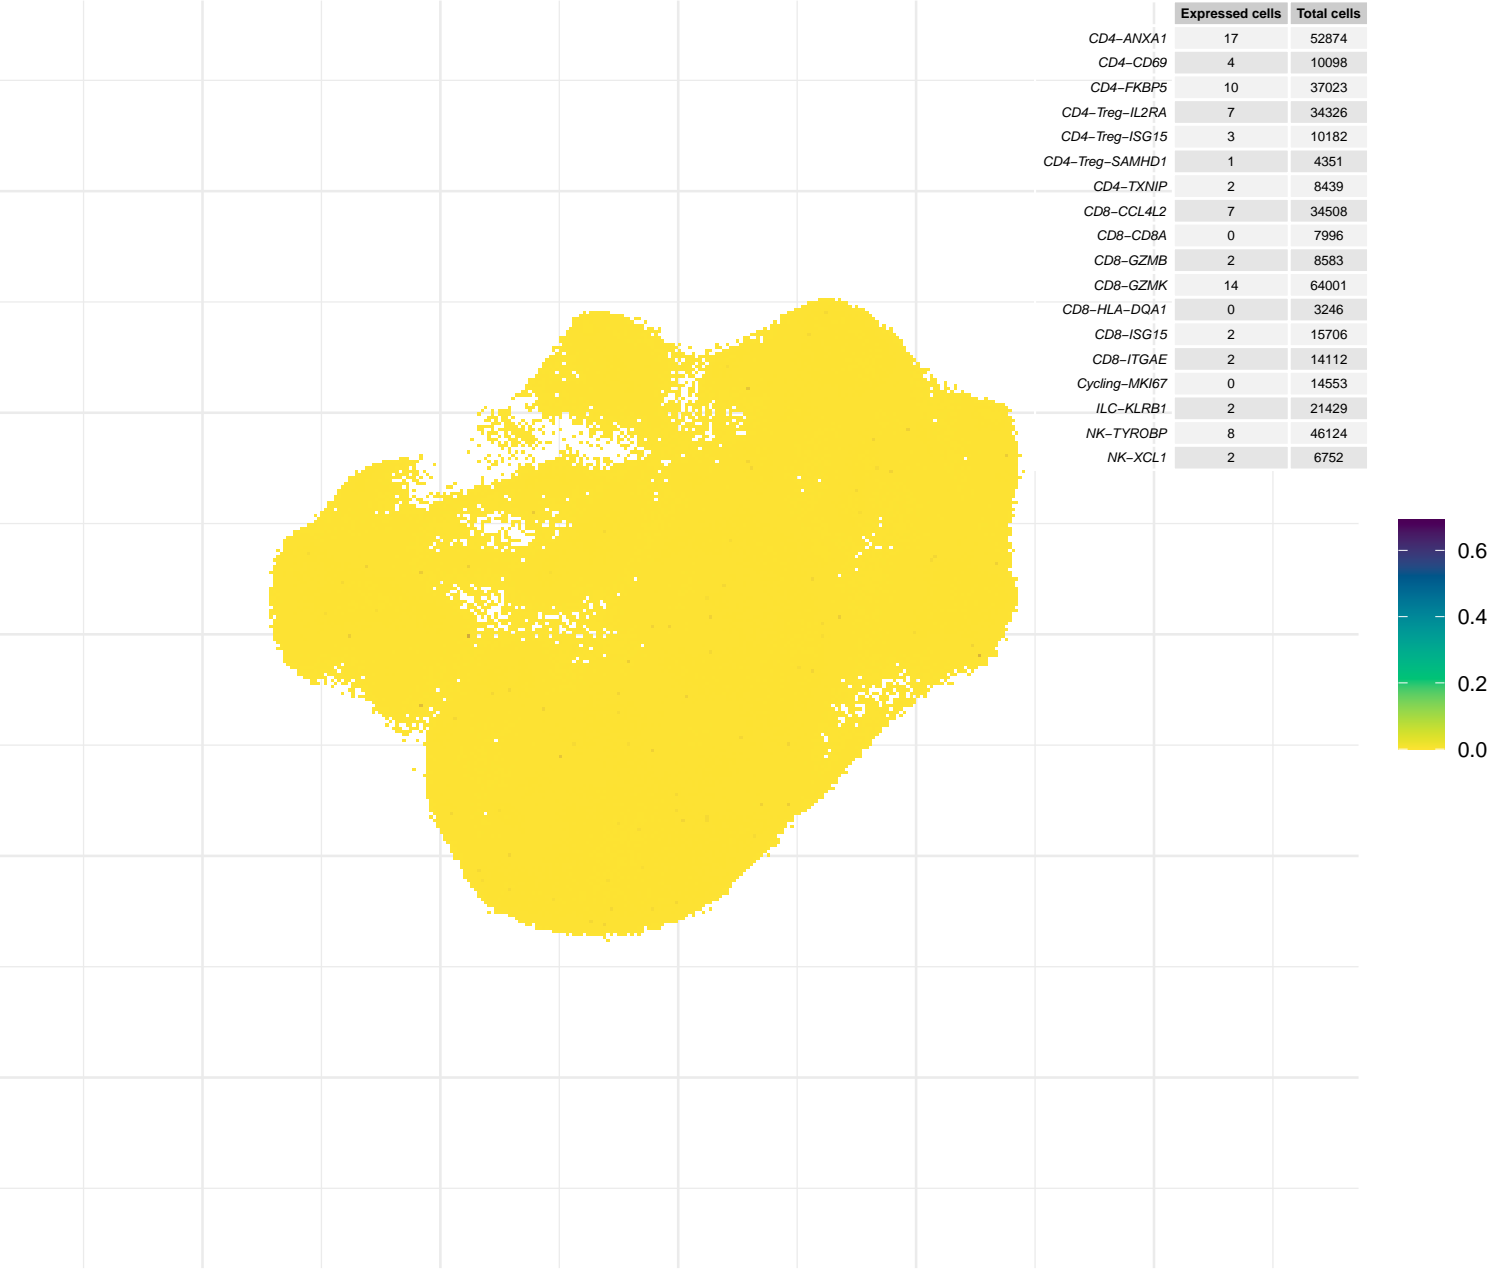 Expressed cells Total cells
CD4−ANXA1 17 52874
CD4−CD69 4 10098
CD4−FKBP5 10 37023
CD4−Treg−IL2RA 7 34326
CD4−Treg−ISG15 3 10182
CD4−Treg−SAMHD1 1 4351
CD4−TXNIP 2 8439
CD8−CCL4L2 7 34508
CD8−CD8A 0 7996
CD8−GZMB 2 8583
CD8−GZMK 14 64001
CD8−HLA−DQA1 0 3246
CD8−ISG15 2 15706
CD8−ITGAE 2 14112
Cycling−MKI67 0 14553
ILC−KLRB1 2 21429
NK−TYROBP 8 46124
NK−XCL1 2 6752
0.6
0.4
0.2
0.0